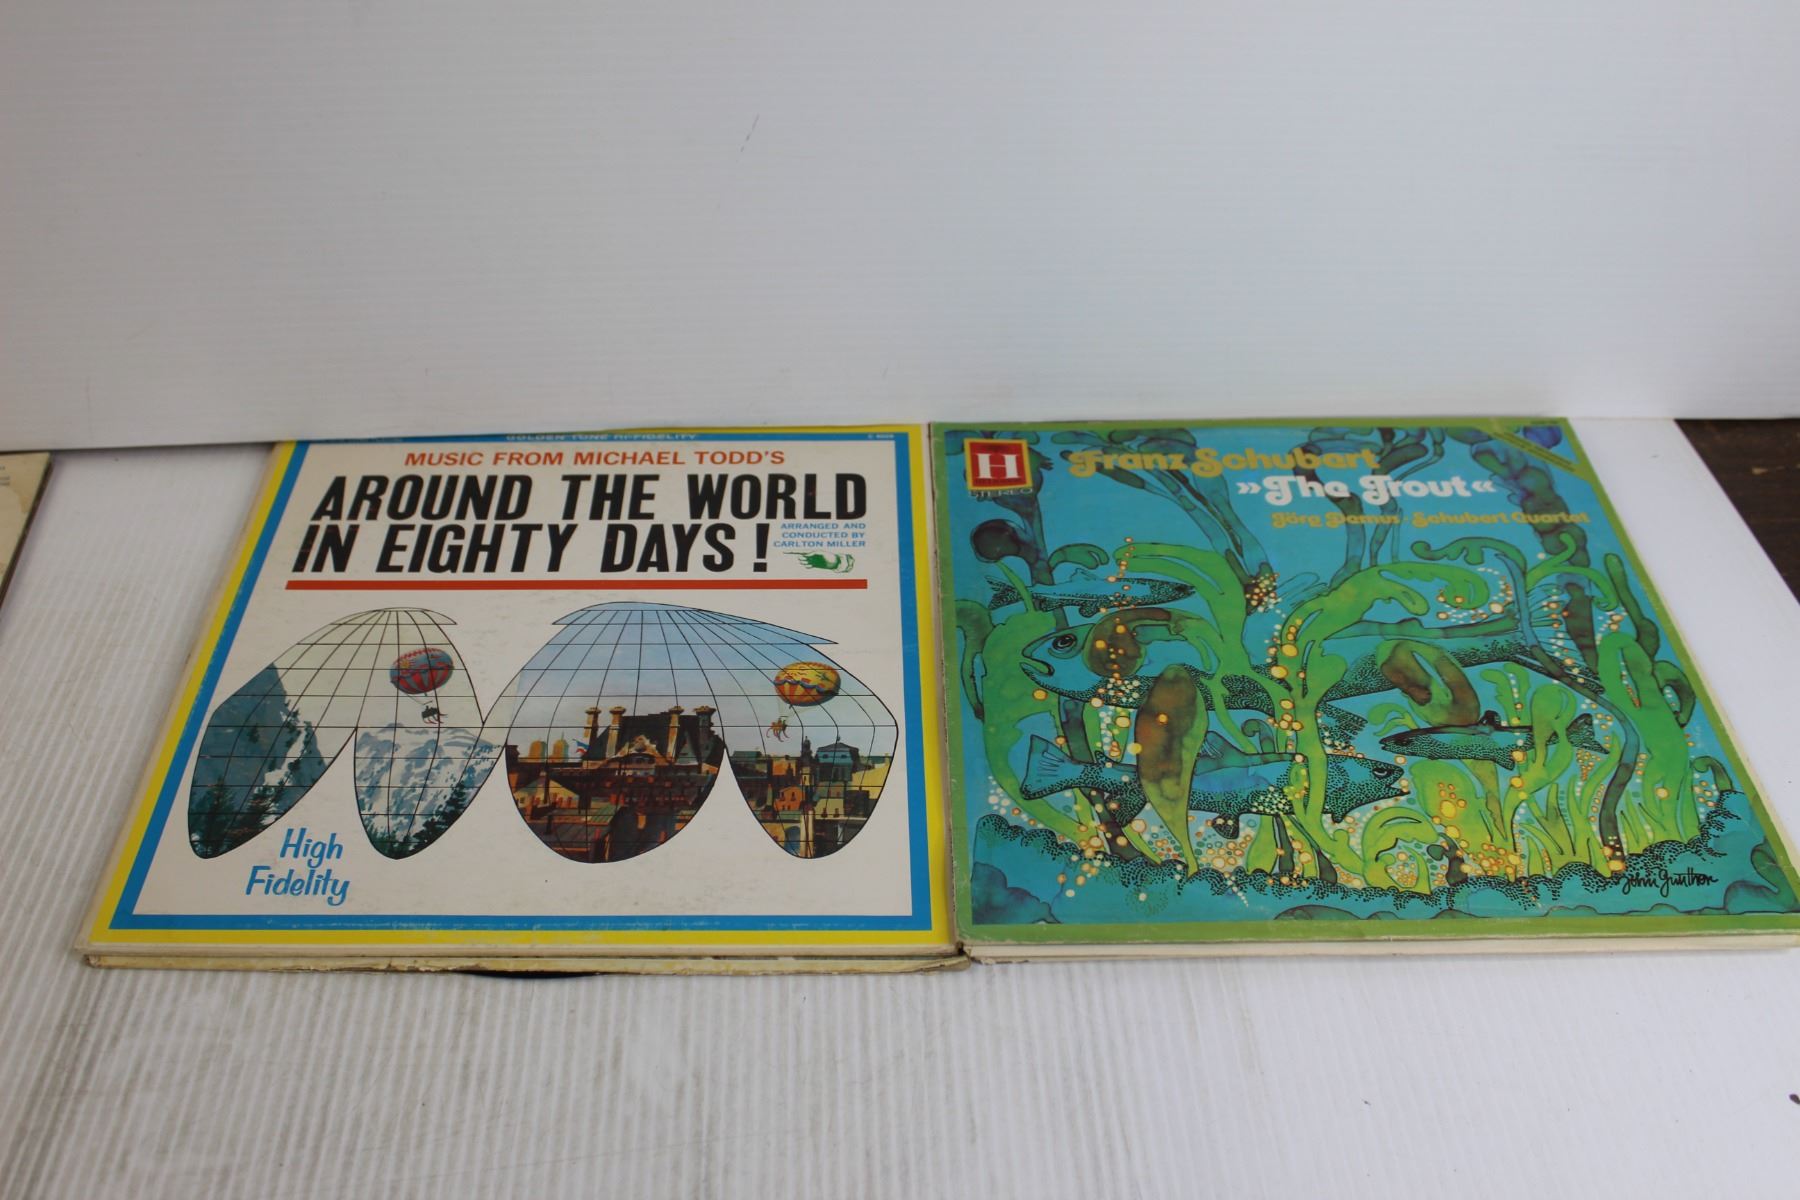 GOLDEN TONE HI-FIDELITY
MUSIC FROM MICHAEL TODD'S
AROUND THE WORLD
IN EIGHTY DAYS!
ARRANGED AND
CONDUCTED BY
CARLTON MILLER
High
Fidelity
H
STEREO
Franz Schubert
»The Trout«
Jörg Demus · Schubert Quartet